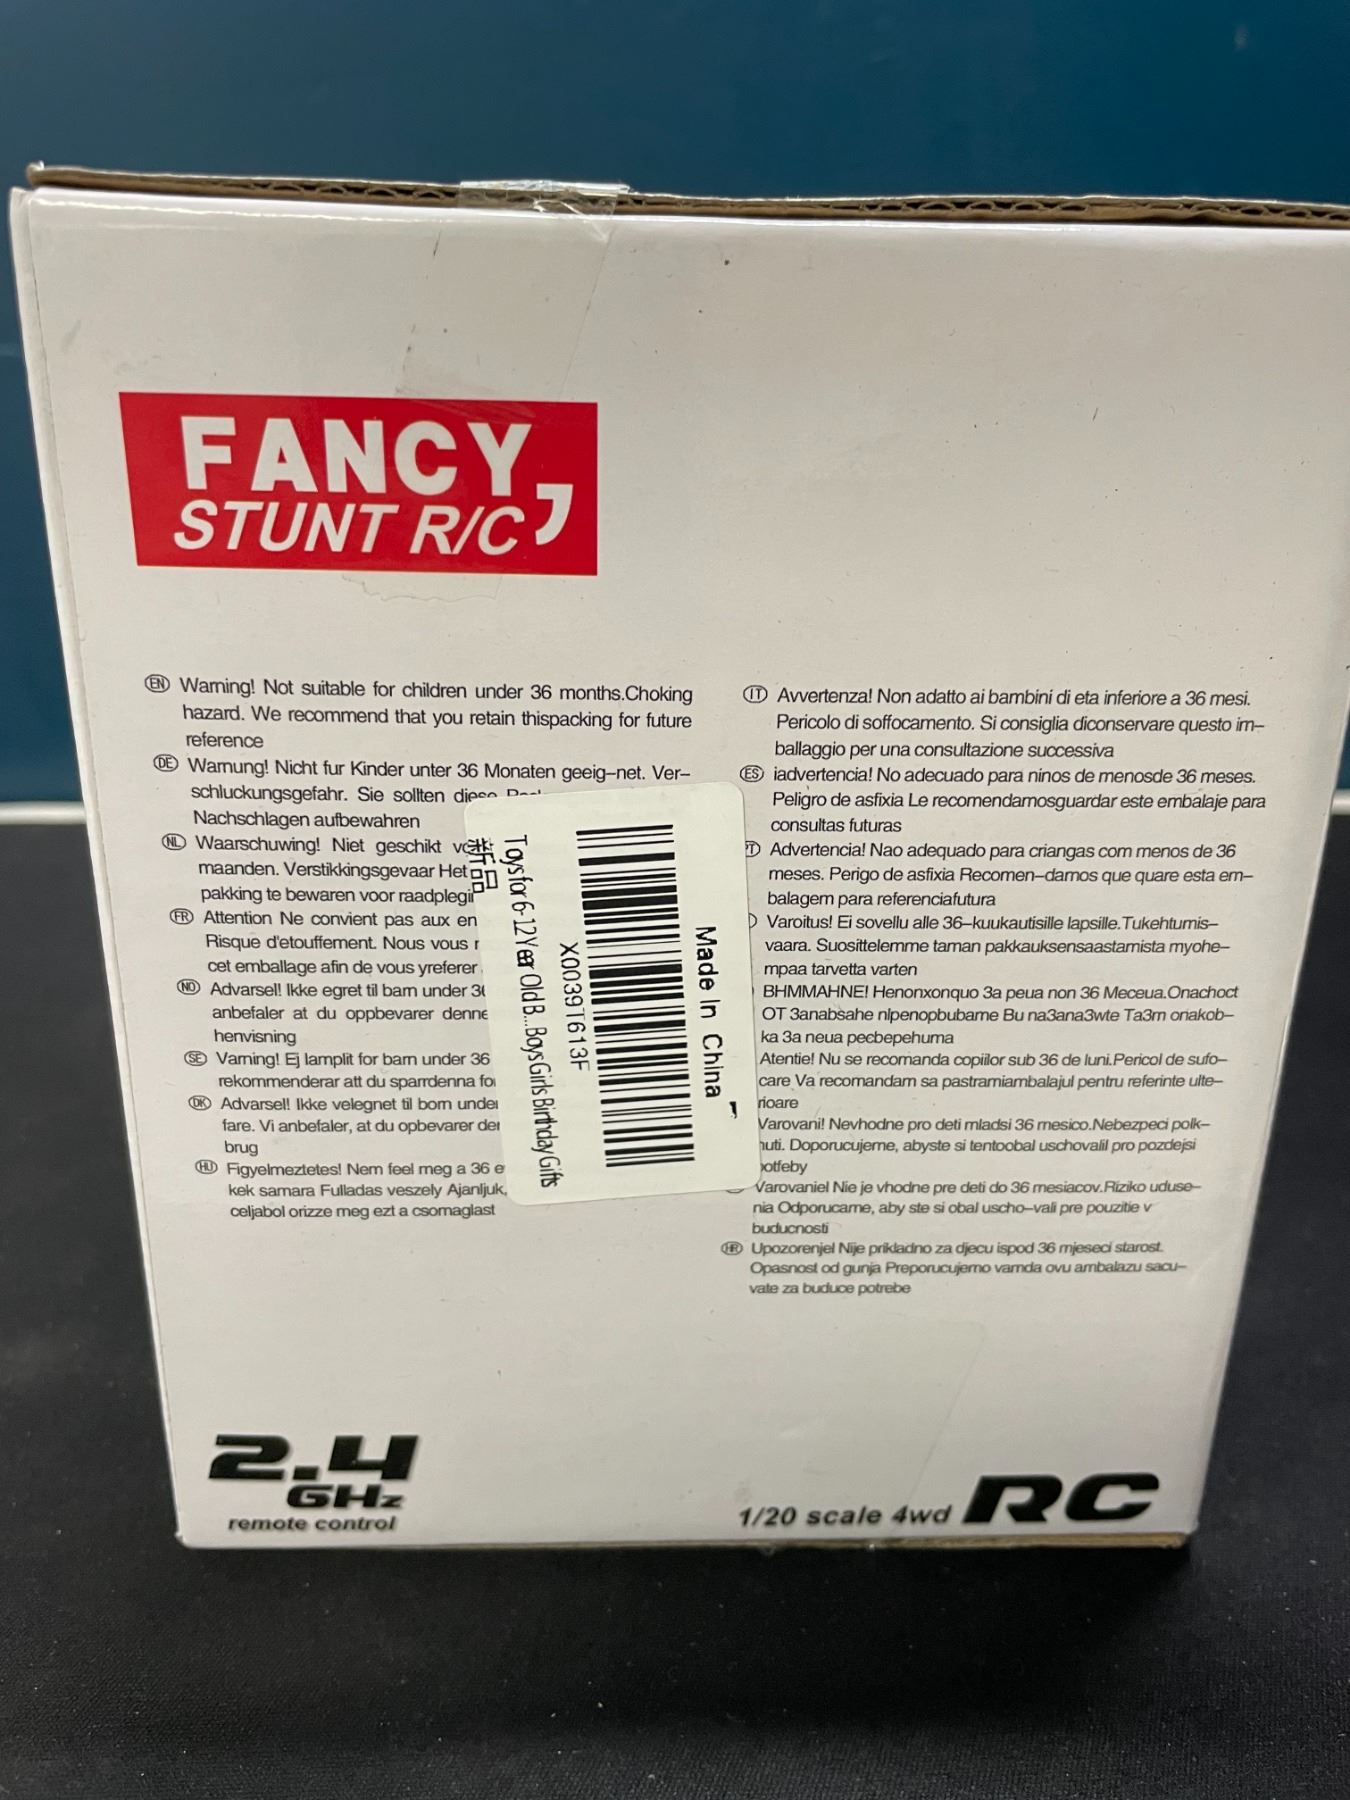 FANCY,
STUNT R/C
EN Warning! Not suitable for children under 36 months.Choking
hazard. We recommend that you retain thispacking for future
reference
DE Warnung! Nicht fur Kinder unter 36 Monaten geeig-net. Ver-
schluckungsgefahr. Sie sollten diese
Nachschlagen aufbewahren
NL Waarschuwing! Niet geschikt
maanden. Verstikkingsgevaar Het
pakking te bewaren voor
FR Attention Ne convient pas aux
Risque d'etouffement. Nous vous
cet emballage afin de vous yreferer
NO Advarsel! Ikke egret til barn under
anbefaler at du oppbevarer denne
henvisning
SE Varning! Ej lamplit for barn under 36
rekommenderar att du sparrdenna
DK Advarsel! Ikke velegnet til born
fare. Vi anbefaler, at du opbevarer
brug
HU Figyelmeztetes! Nem feel meg a 36
kek samara Fulladas veszely Ajanljuk,
celjabol orizze meg ezt a csomaglast
新品
Toys for 6-12 Year Old B...Boys Girls Birthday Gifts
X0039T613F
Made In China
IT Avvertenza! Non adatto ai bambini di eta inferiore a 36 mesi.
Pericolo di soffocamento. Si consiglia diconservare questo im-
ballaggio per una consultazione successiva
ES iadvertencia! No adecuado para ninos de menosde 36 meses.
Peligro de asfixia Le recomendamosguardar este embalaje para
consultas futuras
Advertencia! Nao adequado para criangas com menos de 36
meses. Perigo de asfixia Recomen-damos que quare esta em-
balagem para referenciafutura
Varoitus! Ei sovellu alle 36-kuukautisille lapsille.Tukehtumis-
vaara. Suosittelemme taman pakkauksensaastamista myohe-
mpaa tarvetta varten
BHMMAHNE! Henonxonquo 3a peua non 36 Meceua.Onachoct
OT 3anabsahe nlpenopbubame Bu na3ana3wte Ta3m onakob-
ka 3a neua pecbepehuma
Atentie! Nu se recomanda copiilor sub 36 de luni.Pericol de sufo-
care Va recomandam sa pastramiambalajul pentru referinte ulte-
rioare
Varovani! Nevhodne pro deti mladsi 36 mesico.Nebezpeci polk-
nuti. Doporucujeme, abyste si tentoobal uschovalil pro pozdejsi
potfeby
Varovaniel Nie je vhodne pre deti do 36 mesiacov.Riziko uduse-
nia Odporucame, aby ste si obal uscho-vali pre pouzitie v
buducnosti
HR Upozorenjel Nije prikladno za djecu ispod 36 mjeseci starost.
Opasnost od gunja Preporucujemo vamda ovu ambalazu sacu-
vate za buduce potrebe
2.4
GHz
remote control
1/20 scale 4wd RC